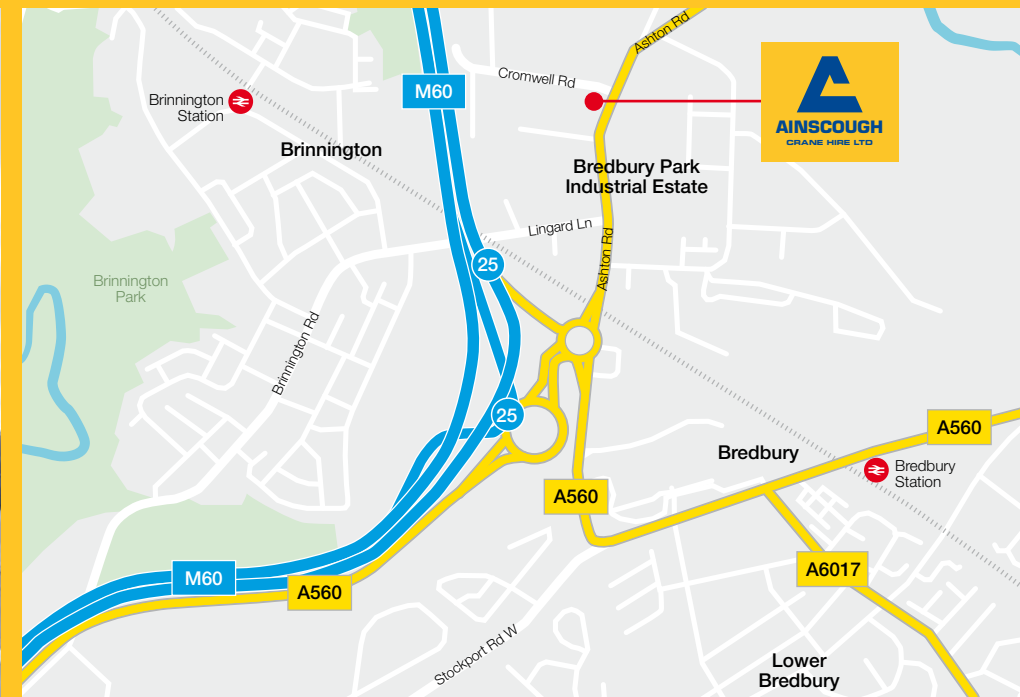 Ashton Rd
Cromwell Rd
M60
Brinnington
Station
AINSCOUGH
CRANE HIRE LTD
Brinnington
Bredbury Park
Industrial Estate
Lingard Ln
Ashton Rd
25
Brinnington
Park
Brinnington Rd
25
A560
Bredbury
Bredbury
Station
A560
A6017
M60
A560
Stockport Rd W
Lower
Bredbury